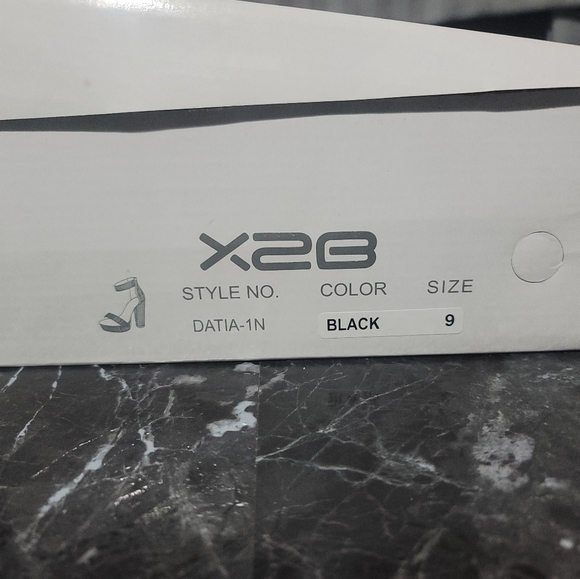 X2B
STYLE NO. COLOR SIZE
DATIA-1N BLACK 9